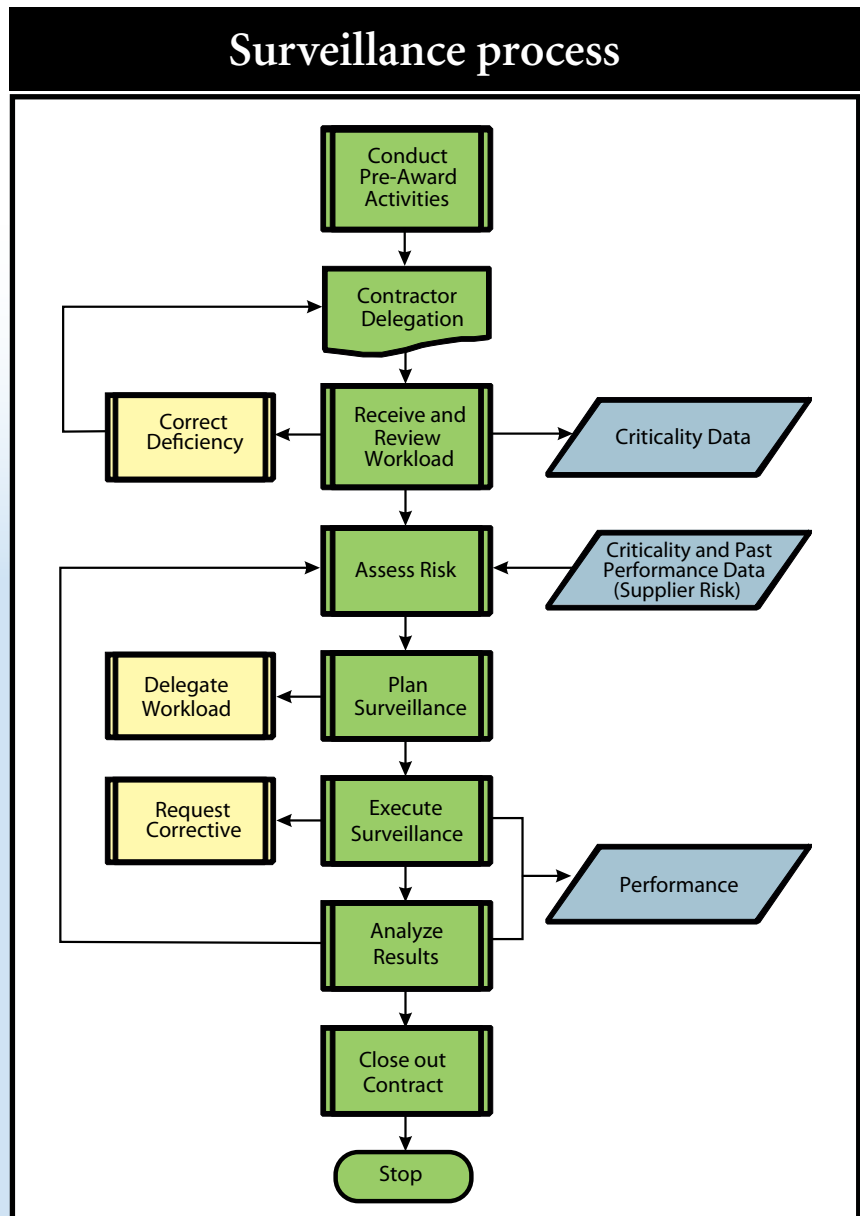 Surveillance process
Conduct
Pre-Award
Activities
Contractor
Delegation
Correct
Deficiency
Receive and
Review
Workload
Criticality Data
Assess Risk
Criticality and Past
Performance Data
(Supplier Risk)
Delegate
Workload
Plan
Surveillance
Request
Corrective
Execute
Surveillance
Performance
Analyze
Results
Close out
Contract
Stop